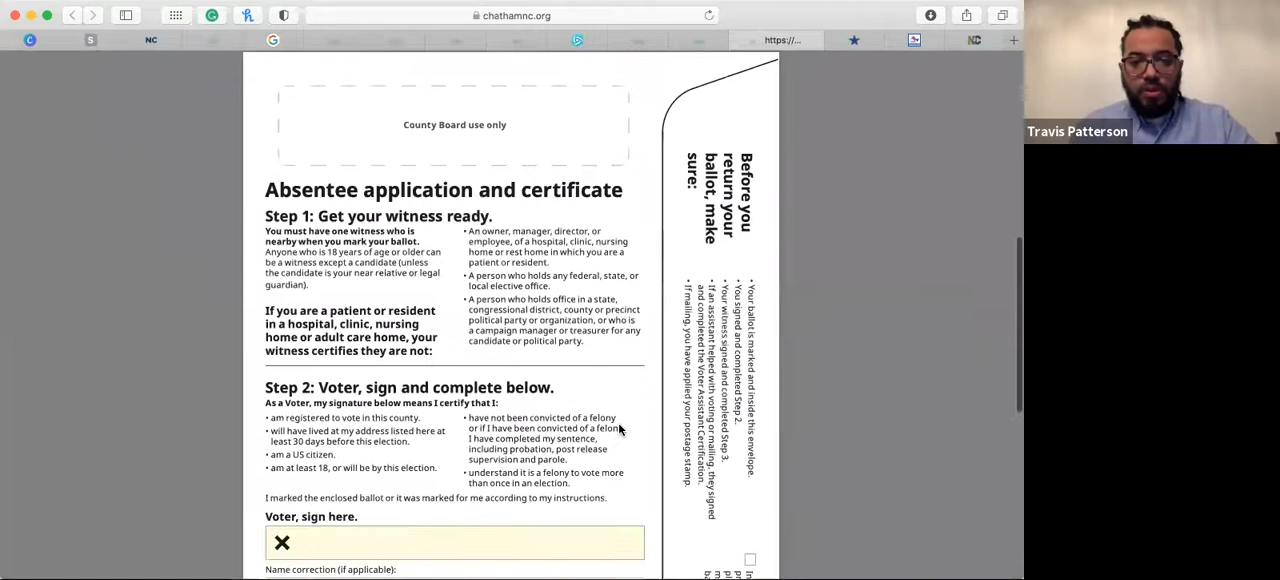 chathamnc.org
NC
https://...
NC
Travis Patterson
County Board use only
Absentee application and certificate
Step 1: Get your witness ready.
You must have one witness who is
nearby when you mark your ballot.
Anyone who is 18 years of age or older can
be a witness except a candidate (unless
the candidate is your near relative or legal
guardian).
If you are a patient or resident
in a hospital, clinic, nursing
home or adult care home, your
witness certifies they are not:
• An owner, manager, director, or
employee, of a hospital, clinic, nursing
home or rest home in which you are a
patient or resident.
• A person who holds any federal, state, or
local elective office.
• A person who holds office in a state,
congressional district, county or precinct
political party or organization, or who is
a campaign manager or treasurer for any
candidate or political party.
Step 2: Voter, sign and complete below.
As a Voter, my signature below means I certify that I:
• am registered to vote in this county.
• will have lived at my address listed here at
least 30 days before this election.
• am a US citizen.
• am at least 18, or will be by this election.
• have not been convicted of a felony
or if I have been convicted of a felony
I have completed my sentence,
including probation, post release
supervision and parole.
• understand it is a felony to vote more
than once in an election.
I marked the enclosed ballot or it was marked for me according to my instructions.
Voter, sign here.
Name correction (if applicable):
Before you
return your
ballot, make
sure:
• Your ballot is marked and inside this envelope.
• You signed and completed Step 2.
• Your witness signed and completed Step 3.
• If an assistant helped with voting or mailing, they signed
and completed the Voter Assistant Certification.
• If mailing, you have applied your postage stamp.